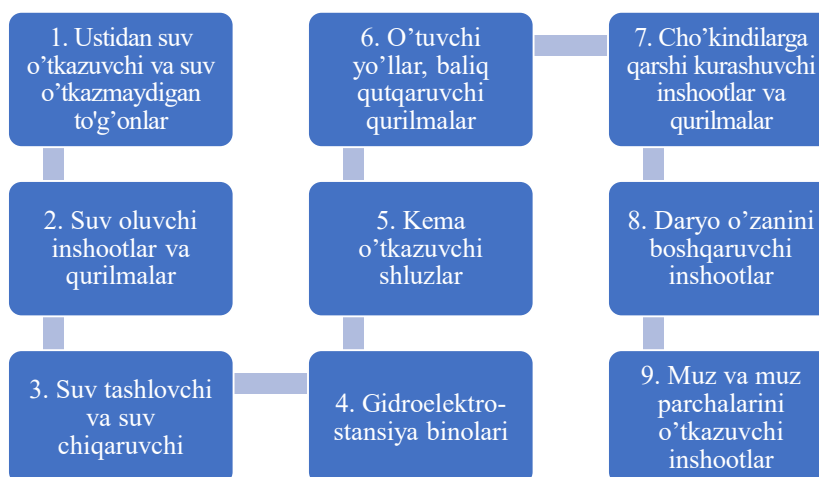 1. Ustidan suv
o’tkazuvchi va suv
o’tkazmaydigan
to'g’onlar
2. Suv oluvchi
inshootlar va
qurilmalar
3. Suv tashlovchi
va suv
chiqaruvchi
4. Gidroelektro-
stansiya binolari
5. Kema
o’tkazuvchi
shluzlar
6. O’tuvchi
yo’llar, baliq
qutqaruvchi
qurilmalar
7. Cho’kindilarga
qarshi kurashuvchi
inshootlar va
qurilmalar
8. Daryo o’zanini
boshqaruvchi
inshootlar
9. Muz va muz
parchalarini
o’tkazuvchi
inshootlar